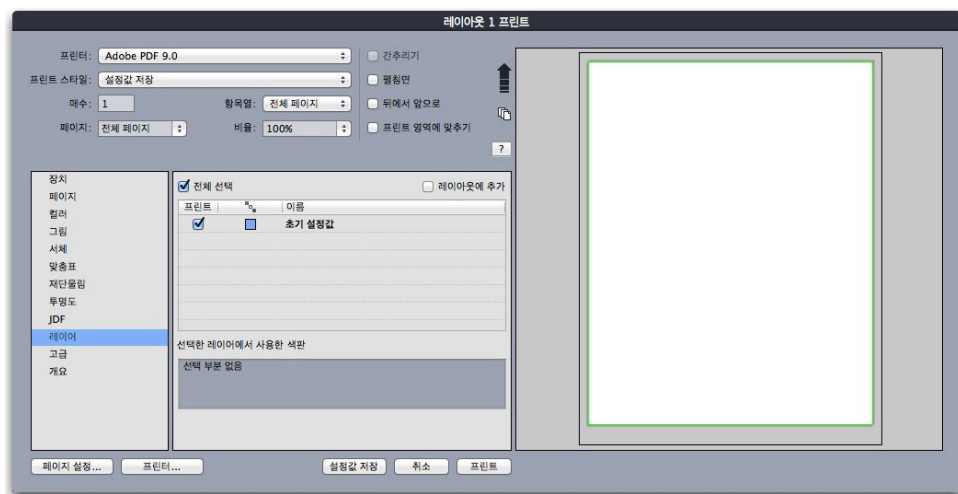 레이아웃 1 프린트
프린터: Adobe PDF 9.0
프린트 스타일: 설정값 저장
매수: 1 항목열: 전체 페이지
페이지: 전체 페이지 비율: 100%
간추리기
펼침면
뒤에서 앞으로
프린트 영역에 맞추기
?
장치
페이지
컬러
그림
서체
맞춤표
재단물림
투명도
JDF
레이어
고급
개요
전체 선택 레이아웃에 추가
프린트 이름
초기 설정값
선택한 레이어에서 사용한 색판
선택 부분 없음
페이지 설정... 프린터... 설정값 저장 취소 프린트